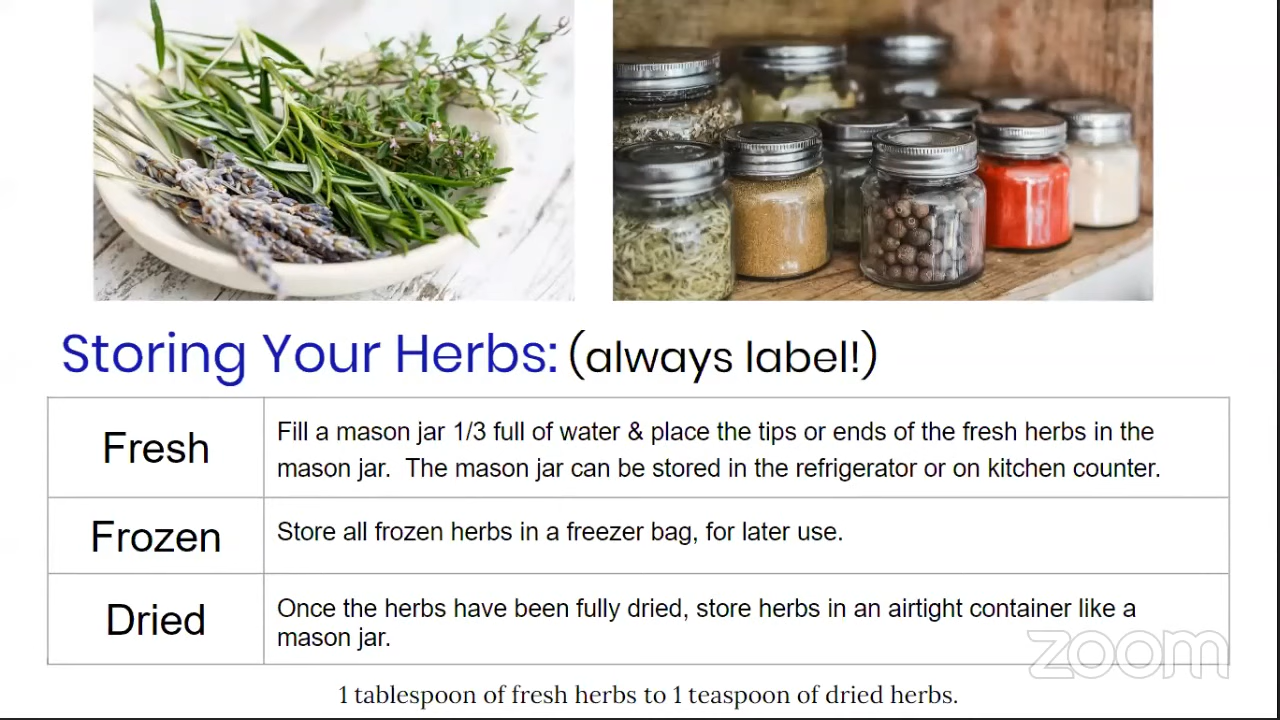 Storing Your Herbs: (always label!)
Fresh
Fill a mason jar 1/3 full of water & place the tips or ends of the fresh herbs in the
mason jar. The mason jar can be stored in the refrigerator or on kitchen counter.
Frozen
Store all frozen herbs in a freezer bag, for later use.
Dried
Once the herbs have been fully dried, store herbs in an airtight container like a
mason jar.
zoom
1 tablespoon of fresh herbs to 1 teaspoon of dried herbs.